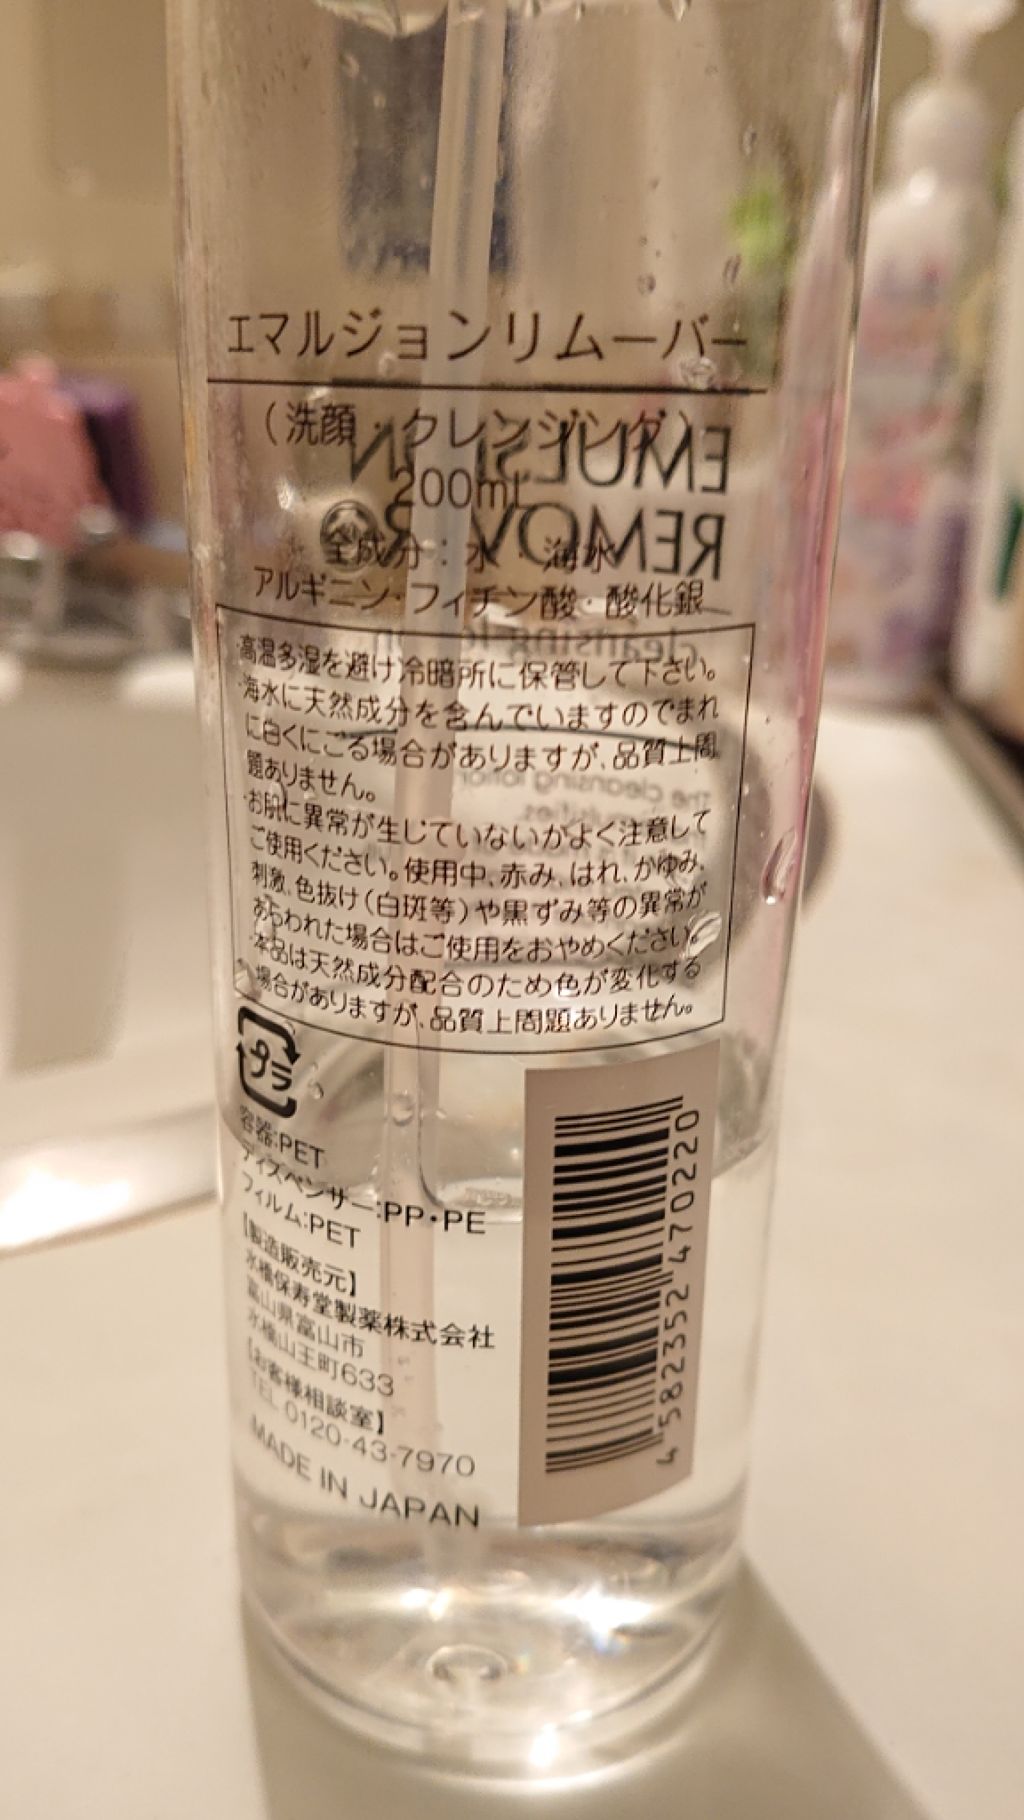 エマルジョンリムーバー
（洗顔・クレンジング）
200mL
全成分：水・海水
アルギニン・フィチン酸・酸化銀
EMULSION
REMOVER
cleansing lotion
the cleansing lotion
emulsifies
・高温多湿を避け冷暗所に保管して下さい。
・海水に天然成分を含んでいますのでまれ
に白くにごる場合がありますが、品質上問
題ありません。
・お肌に異常が生じていないかよく注意して
ご使用ください。使用中、赤み、はれ、かゆみ、
刺激、色抜け（白斑等）や黒ずみ等の異常が
あらわれた場合はご使用をおやめください。
・本品は天然成分配合のため色が変化する
場合がありますが、品質上問題ありません。
プラ
容器:PET
ディスペンサー:PP・PE
フィルム:PET
【製造販売元】
水橋保寿堂製薬株式会社
富山県富山市
水橋山王町633
【お客様相談室】
TEL 0120-43-7970
MADE IN JAPAN
4 582352 470220